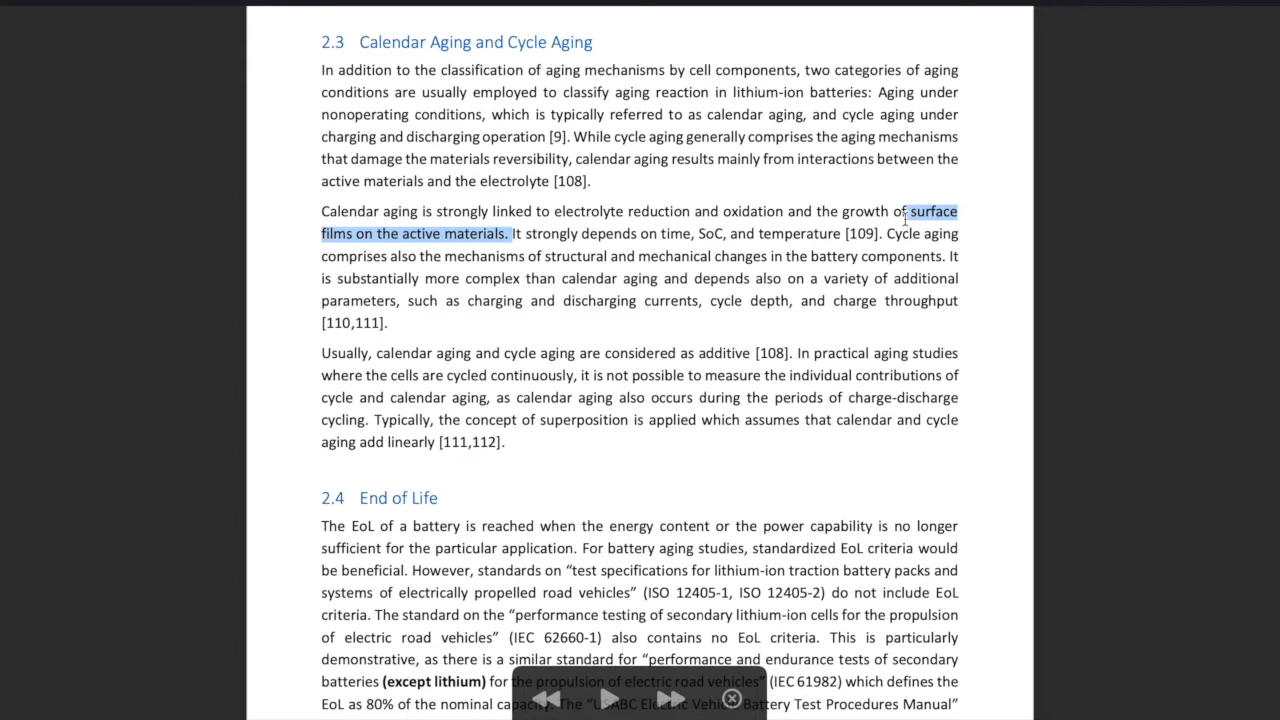 2.3 Calendar Aging and Cycle Aging
In addition to the classification of aging mechanisms by cell components, two categories of aging
conditions are usually employed to classify aging reaction in lithium-ion batteries: Aging under
nonoperating conditions, which is typically referred to as calendar aging, and cycle aging under
charging and discharging operation [9]. While cycle aging generally comprises the aging mechanisms
that damage the materials reversibility, calendar aging results mainly from interactions between the
active materials and the electrolyte [108].
Calendar aging is strongly linked to electrolyte reduction and oxidation and the growth of surface
films on the active materials. It strongly depends on time, SoC, and temperature [109]. Cycle aging
comprises also the mechanisms of structural and mechanical changes in the battery components. It
is substantially more complex than calendar aging and depends also on a variety of additional
parameters, such as charging and discharging currents, cycle depth, and charge throughput
[110,111].
Usually, calendar aging and cycle aging are considered as additive [108]. In practical aging studies
where the cells are cycled continuously, it is not possible to measure the individual contributions of
cycle and calendar aging, as calendar aging also occurs during the periods of charge-discharge
cycling. Typically, the concept of superposition is applied which assumes that calendar and cycle
aging add linearly [111,112].
2.4 End of Life
The EoL of a battery is reached when the energy content or the power capability is no longer
sufficient for the particular application. For battery aging studies, standardized EoL criteria would
be beneficial. However, standards on “test specifications for lithium-ion traction battery packs and
systems of electrically propelled road vehicles” (ISO 12405-1, ISO 12405-2) do not include EoL
criteria. The standard on the “performance testing of secondary lithium-ion cells for the propulsion
of electric road vehicles” (IEC 62660-1) also contains no EoL criteria. This is particularly
demonstrative, as there is a similar standard for “performance and endurance tests of secondary
batteries (except lithium) for the propulsion of electric road vehicles” (IEC 61982) which defines the
EoL as 80% of the nominal capacity. The “USABC Electric Vehicle Battery Test Procedures Manual”